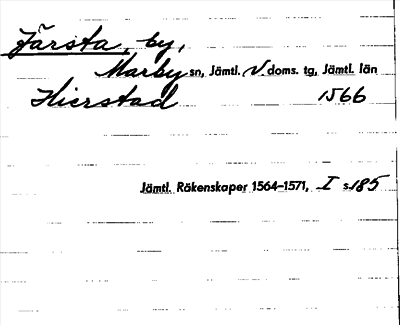 Järsta, by,
Marby sn, Jämtl. V doms. tg, Jämtl. län
Hierstad 1566
Jämtl. Räkenskaper 1564–1571, I s. 185